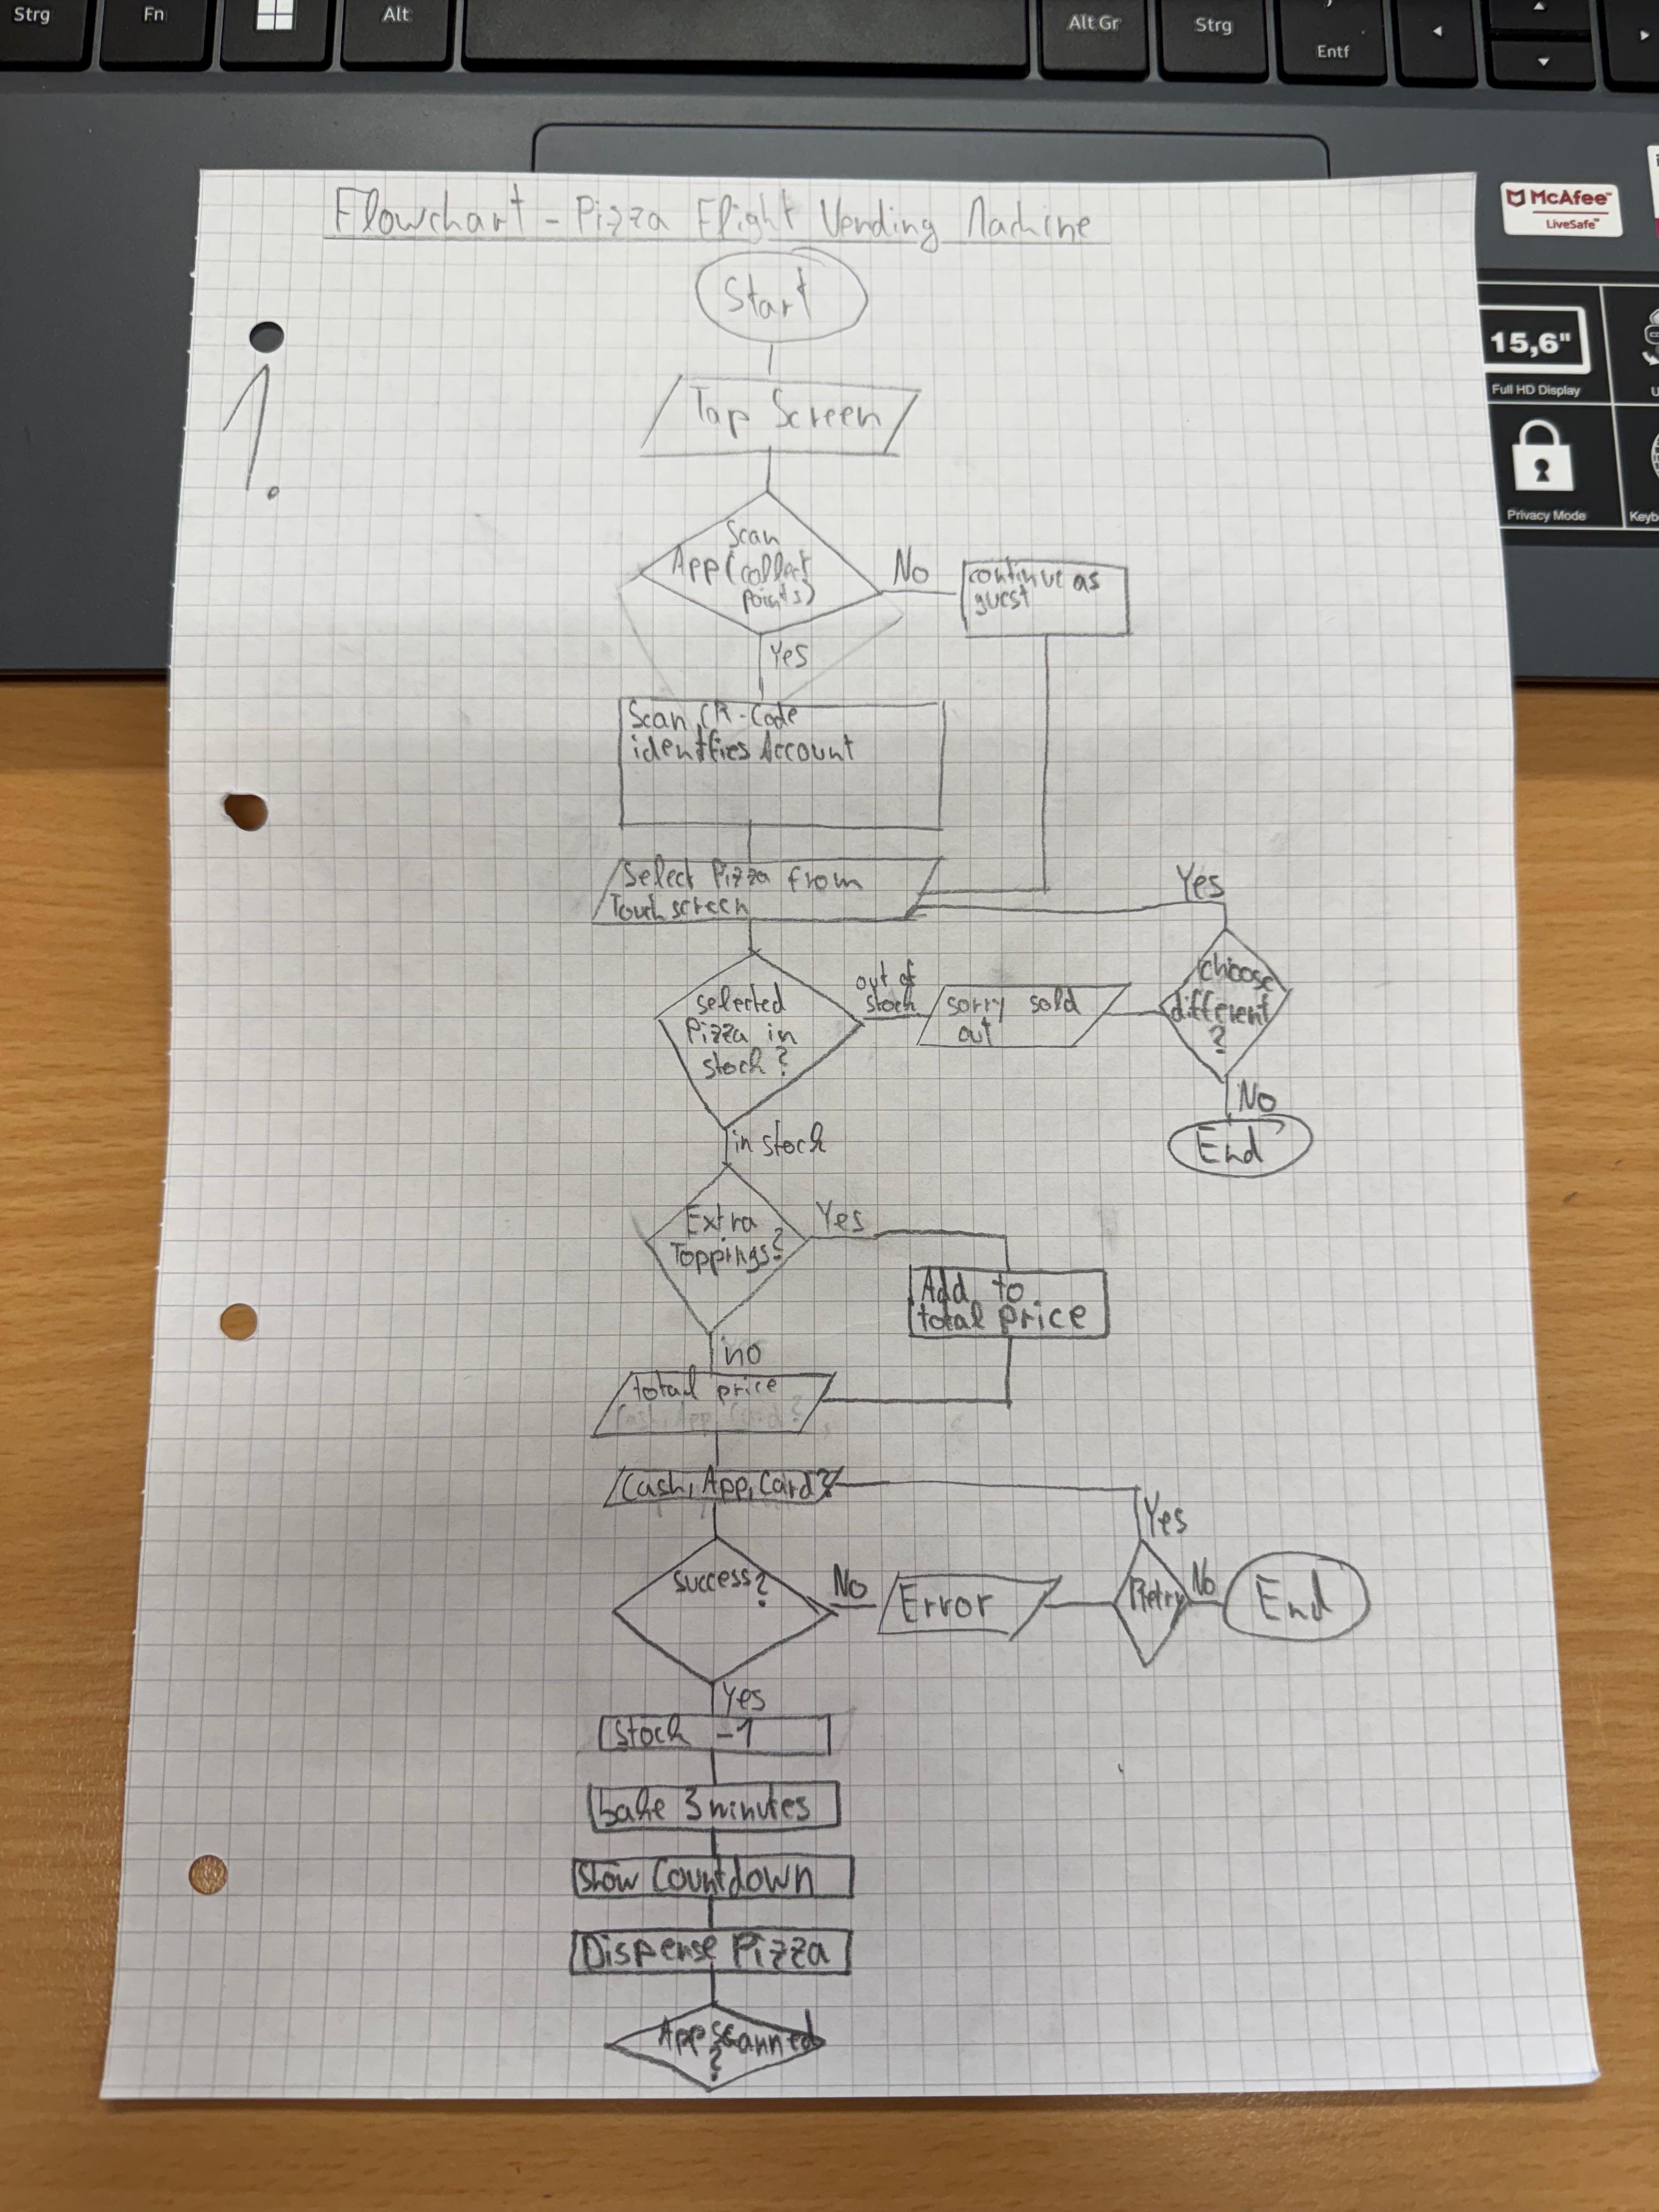 Strg
Fn
Alt
Alt Gr
Strg
Entf
McAfee™
LiveSafe™
15,6"
Full HD Display
Privacy Mode
Keyb
Flowchart - Pizza Flight Vending Machine
1.
Start
Tap Screen
Scan
App (collect
points)
No
continue as
guest
Yes
Scan, QR-Code
identfies Account
Select Pizza from
Touch screen
Yes
selected
Pizza in
stock?
out of
stock
sorry sold
out
choose
different
?
No
End
in stock
Extra
Toppings?
Yes
Add to
total price
no
total price
Cash, App, Card?
Yes
success?
No
Error
Retry
No
End
Yes
stock -1
bake 3 minutes
Show Countdown
Dispense Pizza
App scanned
?